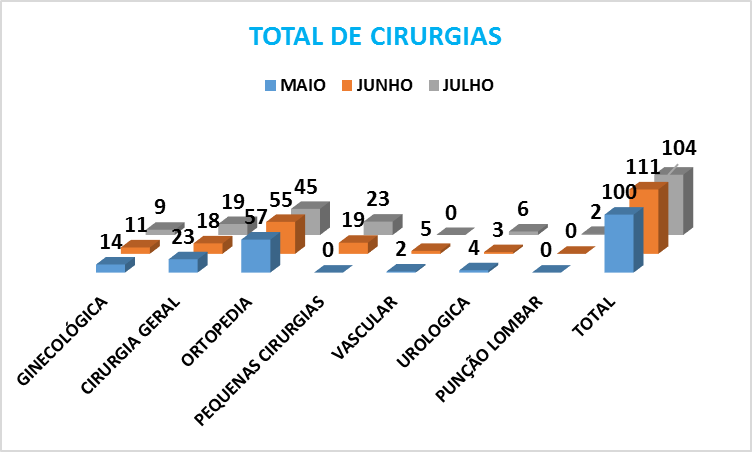 TOTAL DE CIRURGIAS
MAIO JUNHO JULHO
14 23 57 0 2 4 0 100
11 18 55 19 5 3 0 111
9 19 45 23 0 6 2 104
GINECOLÓGICA
CIRURGIA GERAL
ORTOPEDIA
PEQUENAS CIRURGIAS
VASCULAR
UROLOGICA
PUNÇÃO LOMBAR
TOTAL